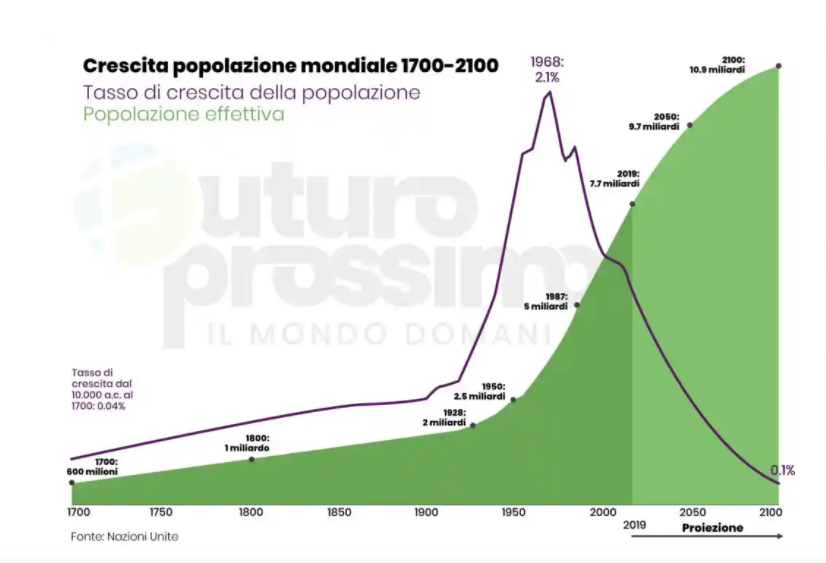 Crescita popolazione mondiale 1700-2100
Tasso di crescita della popolazione
Popolazione effettiva
1968:
2.1%
2100:
10.9 miliardi
2050:
9.7 miliardi
2019:
7.7 miliardi
futuro
prossimo
IL MONDO DOMANI
1987:
5 miliardi
Tasso di
crescita dal
10.000 a.c. al
1700: 0.04%
1950:
2.5 miliardi
1928:
2 miliardi
1800:
1 miliardo
1700:
600 milioni
0.1%
1700 1750 1800 1850 1900 1950 2000 2050 2100
2019 Proiezione
Fonte: Nazioni Unite